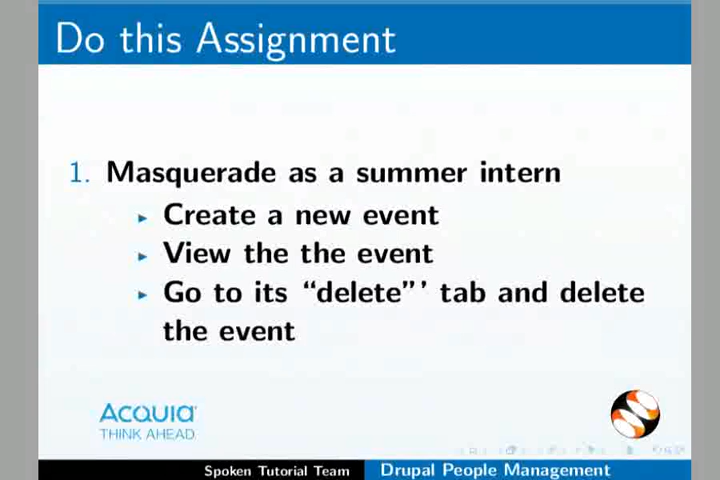 Do this Assignment
1. Masquerade as a summer intern
▸ Create a new event
▸ View the the event
▸ Go to its “delete”’ tab and delete
the event
Acquia
THINK AHEAD.
Spoken Tutorial Team Drupal People Management